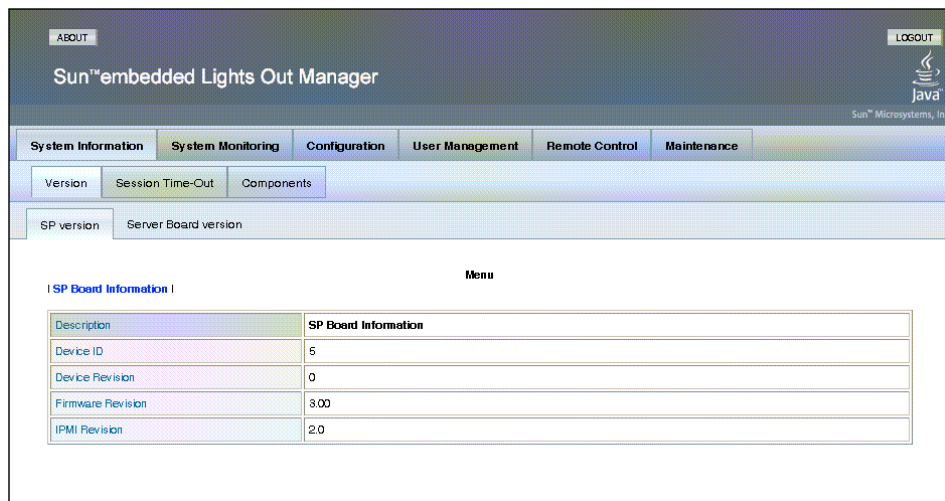 ABOUT
LOGOUT
Sun™embedded Lights Out Manager
Java™
Sun™ Microsystems, In
System Information System Monitoring Configuration User Management Remote Control Maintenance
Version Session Time-Out Components
SP version Server Board version
Menu
| SP Board Information |
Description SP Board Information
Device ID 5
Device Revision 0
Firmware Revision 3.00
IPMI Revision 2.0